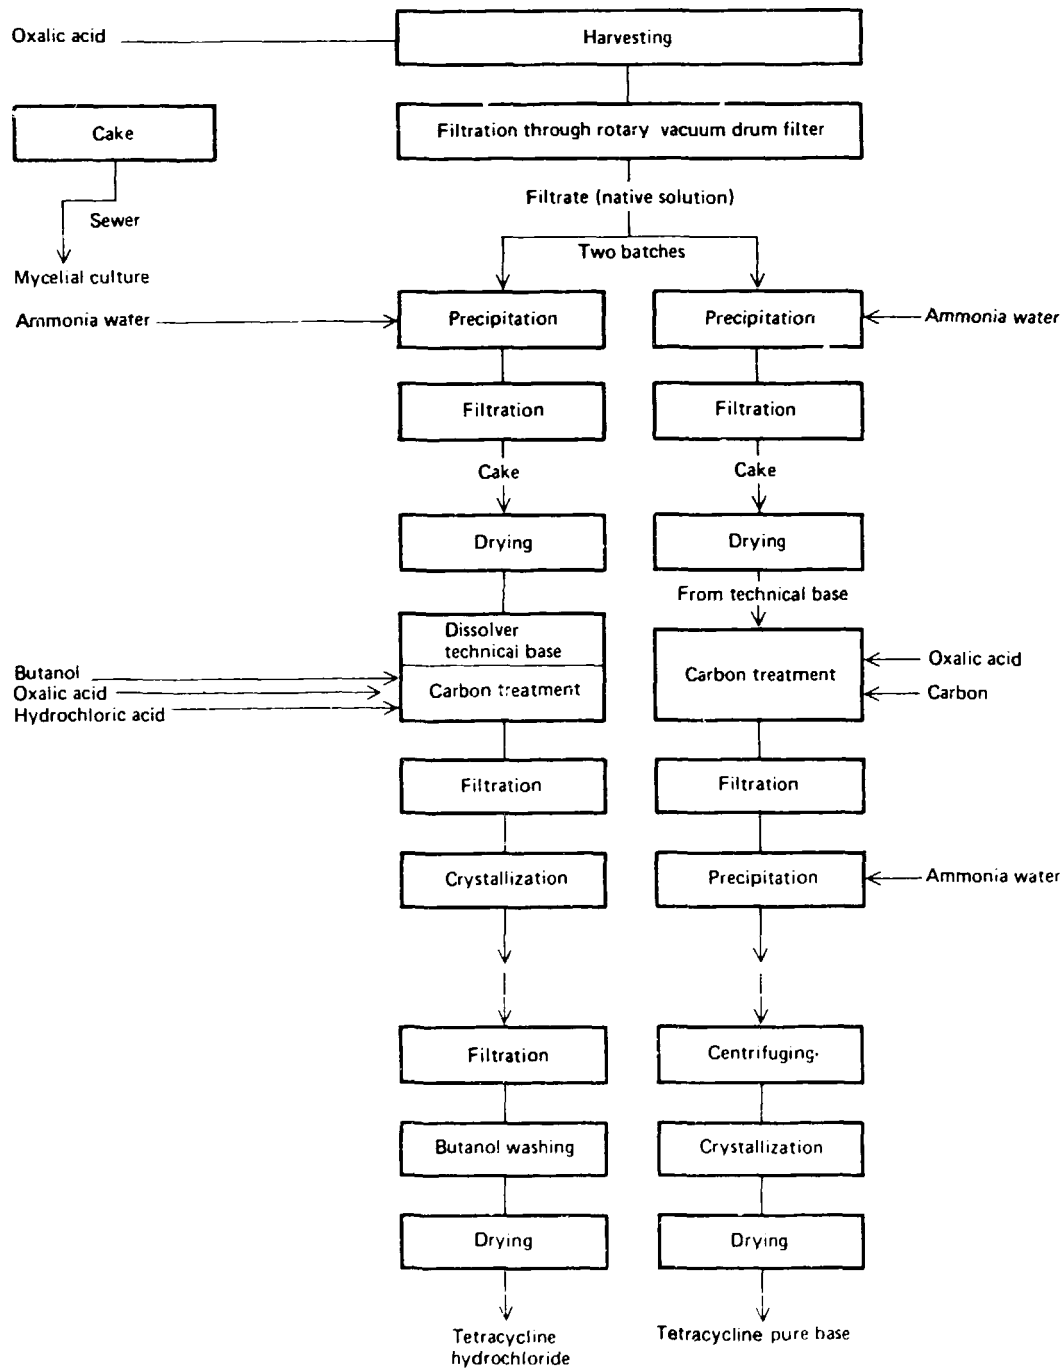 Oxalic acid
Harvesting
Cake
Filtration through rotary vacuum drum filter
Filtrate (native solution)
Sewer
Two batches
Mycelial culture
Ammonia water
Precipitation
Precipitation
Ammonia water
Filtration
Filtration
Cake
Cake
Drying
Drying
From technical base
Dissolver
technical base
Butanol
Oxalic acid
Hydrochloric acid
Carbon treatment
Carbon treatment
Oxalic acid
Carbon
Filtration
Filtration
Crystallization
Precipitation
Ammonia water
Filtration
Centrifuging.
Butanol washing
Crystallization
Drying
Drying
Tetracycline
hydrochloride
Tetracycline pure base